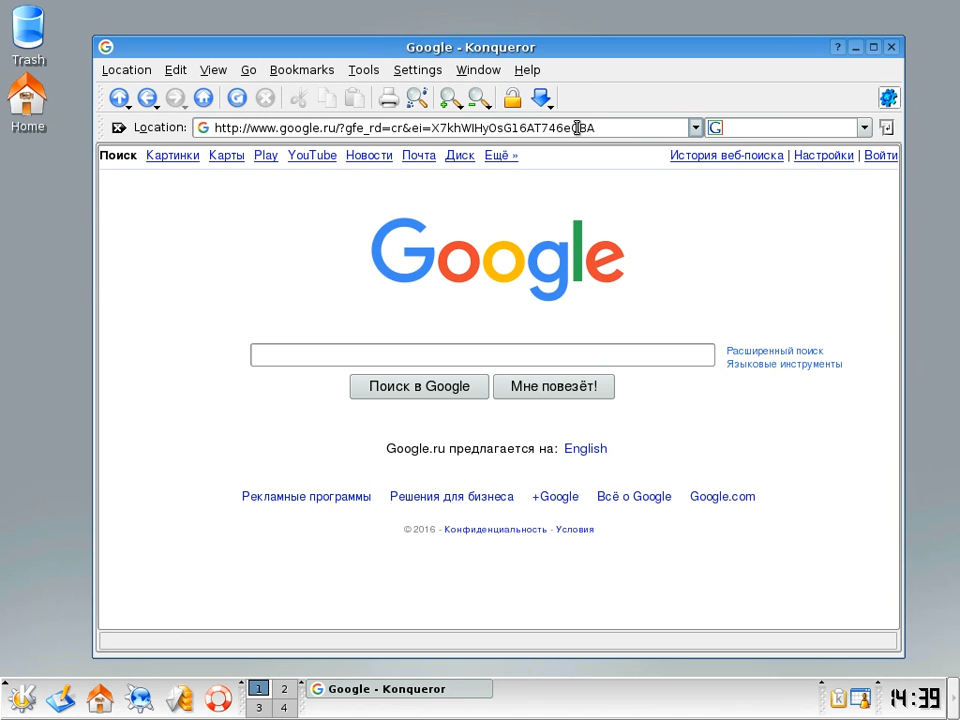 Trash
Home
Google - Konqueror
Location Edit View Go Bookmarks Tools Settings Window Help
Location: http://www.google.ru/?gfe_rd=cr&ei=X7khWIHyOsG16AT746eQBA
Поиск Картинки Карты Play YouTube Новости Почта Диск Ещё » История веб-поиска | Настройки | Войти
Google
Расширенный поиск
Языковые инструменты
Поиск в Google Мне повезёт!
Google.ru предлагается на: English
Рекламные программы Решения для бизнеса +Google Всё о Google Google.com
© 2016 - Конфиденциальность - Условия
1 2
3 4
Google - Konqueror
14:39